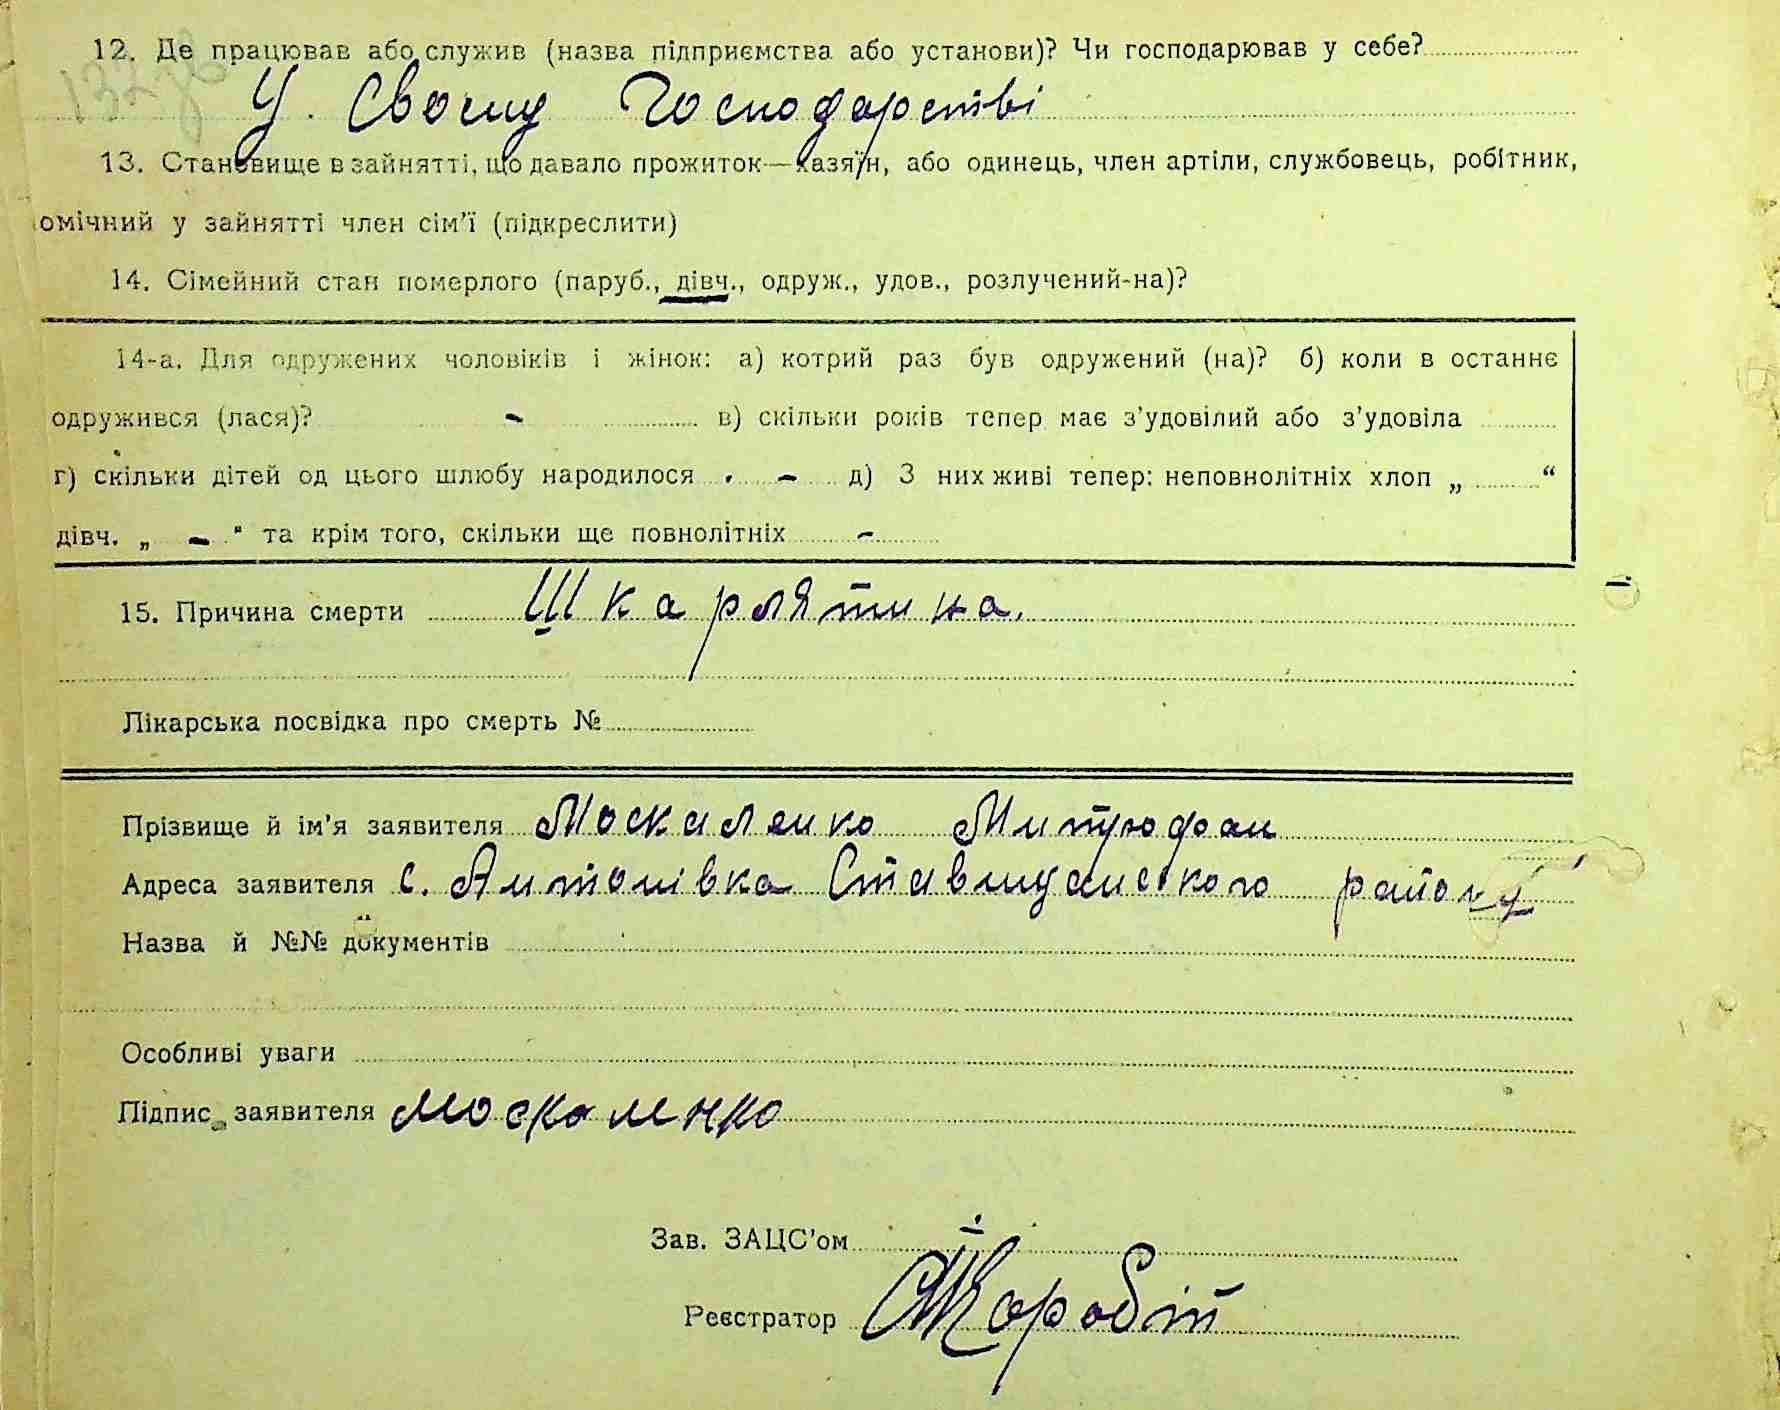 12. Де працював або служив (назва підприємства або установи)? Чи господарював у себе?
У Своєму Господарстві
13. Становище в зайнятті, що давало прожиток—хазяїн, або одинець, член артіли, службовець, робітник,
омічний у зайнятті член сім’ї (підкреслити)
14. Сімейний стан померлого (паруб., дівч., одруж., удов., розлучений-на)?
14-а. Для одружених чоловіків і жінок: а) котрий раз був одружений (на)? б) коли в останнє
одружився (лася)? - в) скільки років тепер має з’удовілий або з’удовіла
г) скільки дітей од цього шлюбу народилося - д) З них живі тепер: неповнолітніх хлоп „ “
дівч. „ - “ та крім того, скільки ще повнолітніх -
15. Причина смерти Шкарлятина.
Лікарська посвідка про смерть №
Прізвище й ім’я заявителя Москаленко Митрофан
Адреса заявителя с. Антонівка Ставищанського району
Назва й №№ документів
Особливі уваги
Підпис заявителя Москаленко
Зав. ЗАЦС’ом
Реєстратор